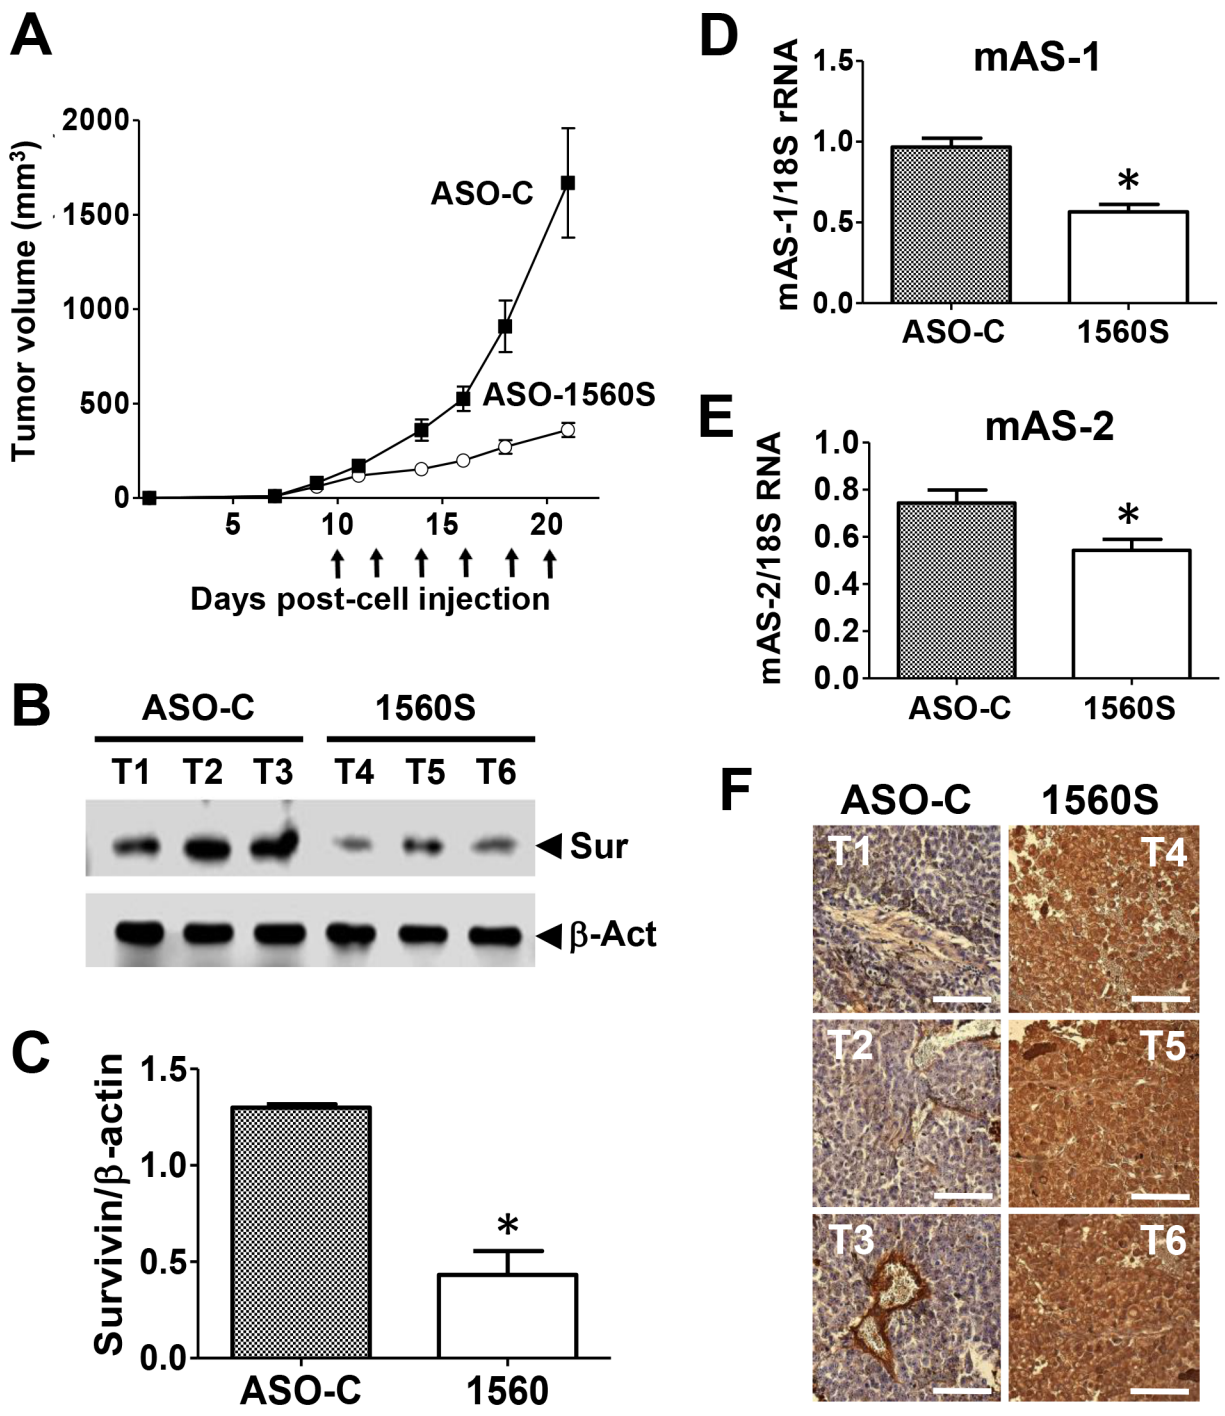 A
Tumor volume (mm³)
2000
1500
1000
500
0
5
10
15
20
ASO-C
ASO-1560S
Days post-cell injection
B
ASO-C
1560S
T1 T2 T3 T4 T5 T6
Sur
β-Act
C
Survivin/β-actin
1.5
1.0
0.5
0.0
*
ASO-C
1560
D
mAS-1
mAS-1/18S rRNA
1.5
1.0
0.5
0.0
*
ASO-C
1560S
E
mAS-2
mAS-2/18S RNA
1.0
0.8
0.6
0.4
0.2
0.0
*
ASO-C
1560S
F
ASO-C
1560S
T1
T4
T2
T5
T3
T6